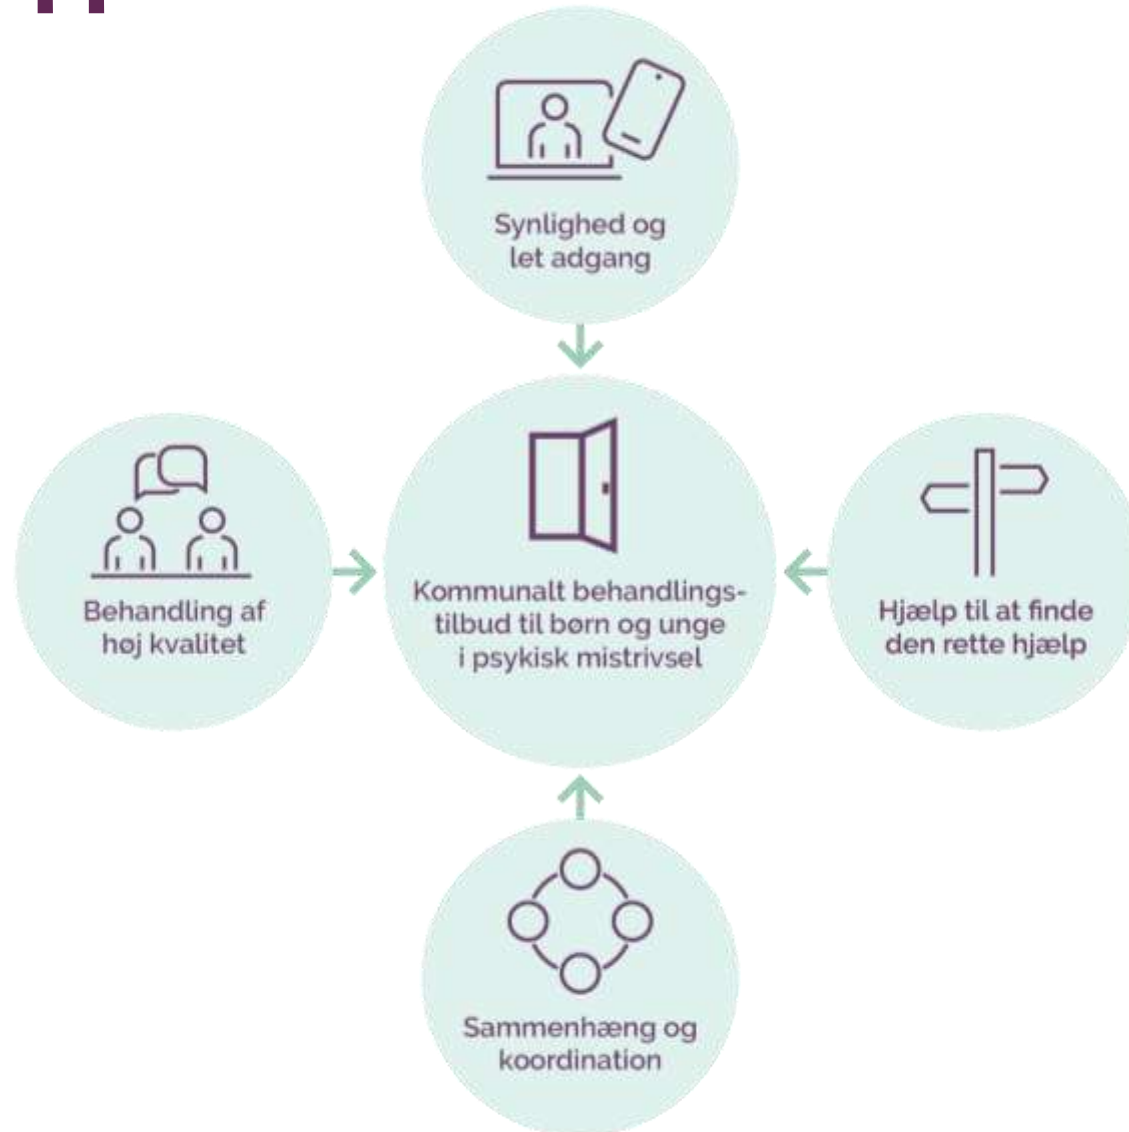 Synlighed og
let adgang
Behandling af
høj kvalitet
Kommunalt behandlings-
tilbud til børn og unge
i psykisk mistrivsel
Hjælp til at finde
den rette hjælp
Sammenhæng og
koordination